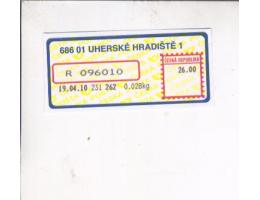 686 01 UHERSKÉ HRADIŠTĚ 1
ČESKÁ REPUBLIKA
R 096010
26.00
19.04.10 231 262 0.028kg